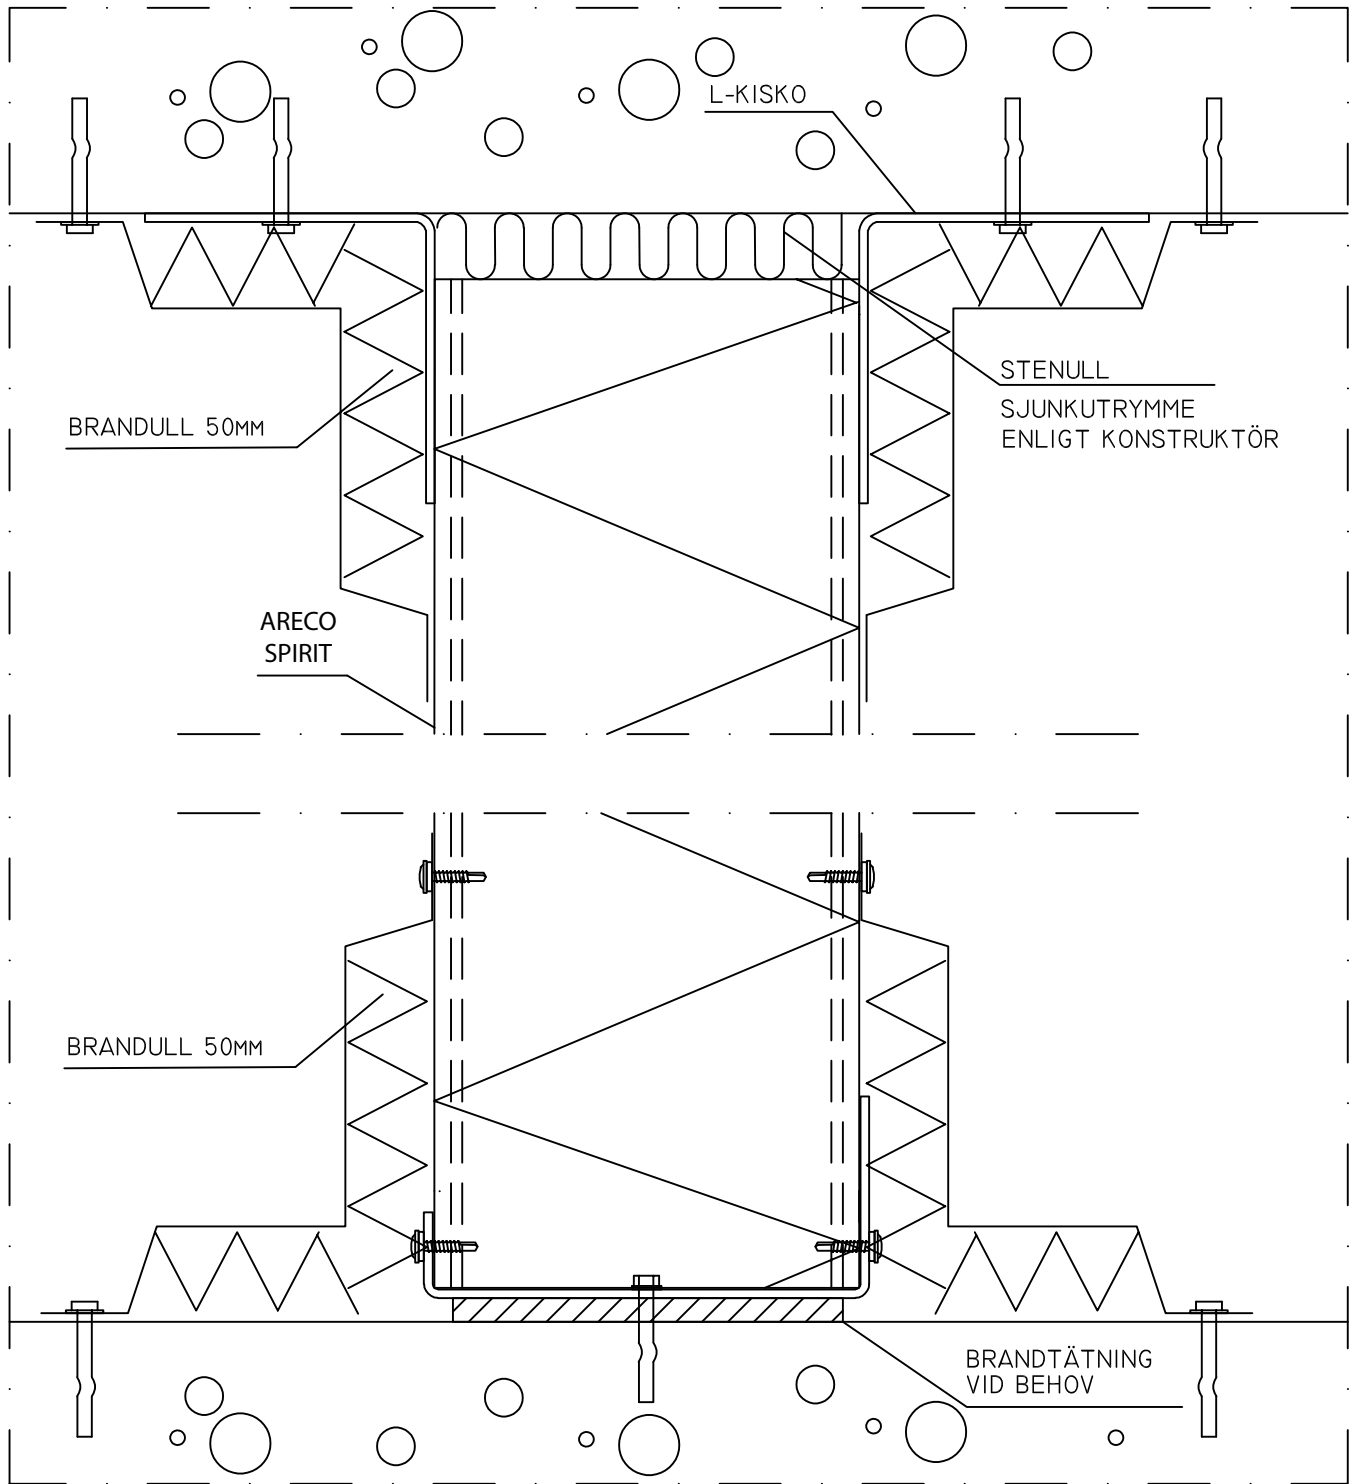 L-KISKO
STENULL
SJUNKUTRYMME
ENLIGT KONSTRUKTÖR
BRANDULL 50MM
ARECO
SPIRIT
BRANDULL 50MM
BRANDTÄTNING
VID BEHOV